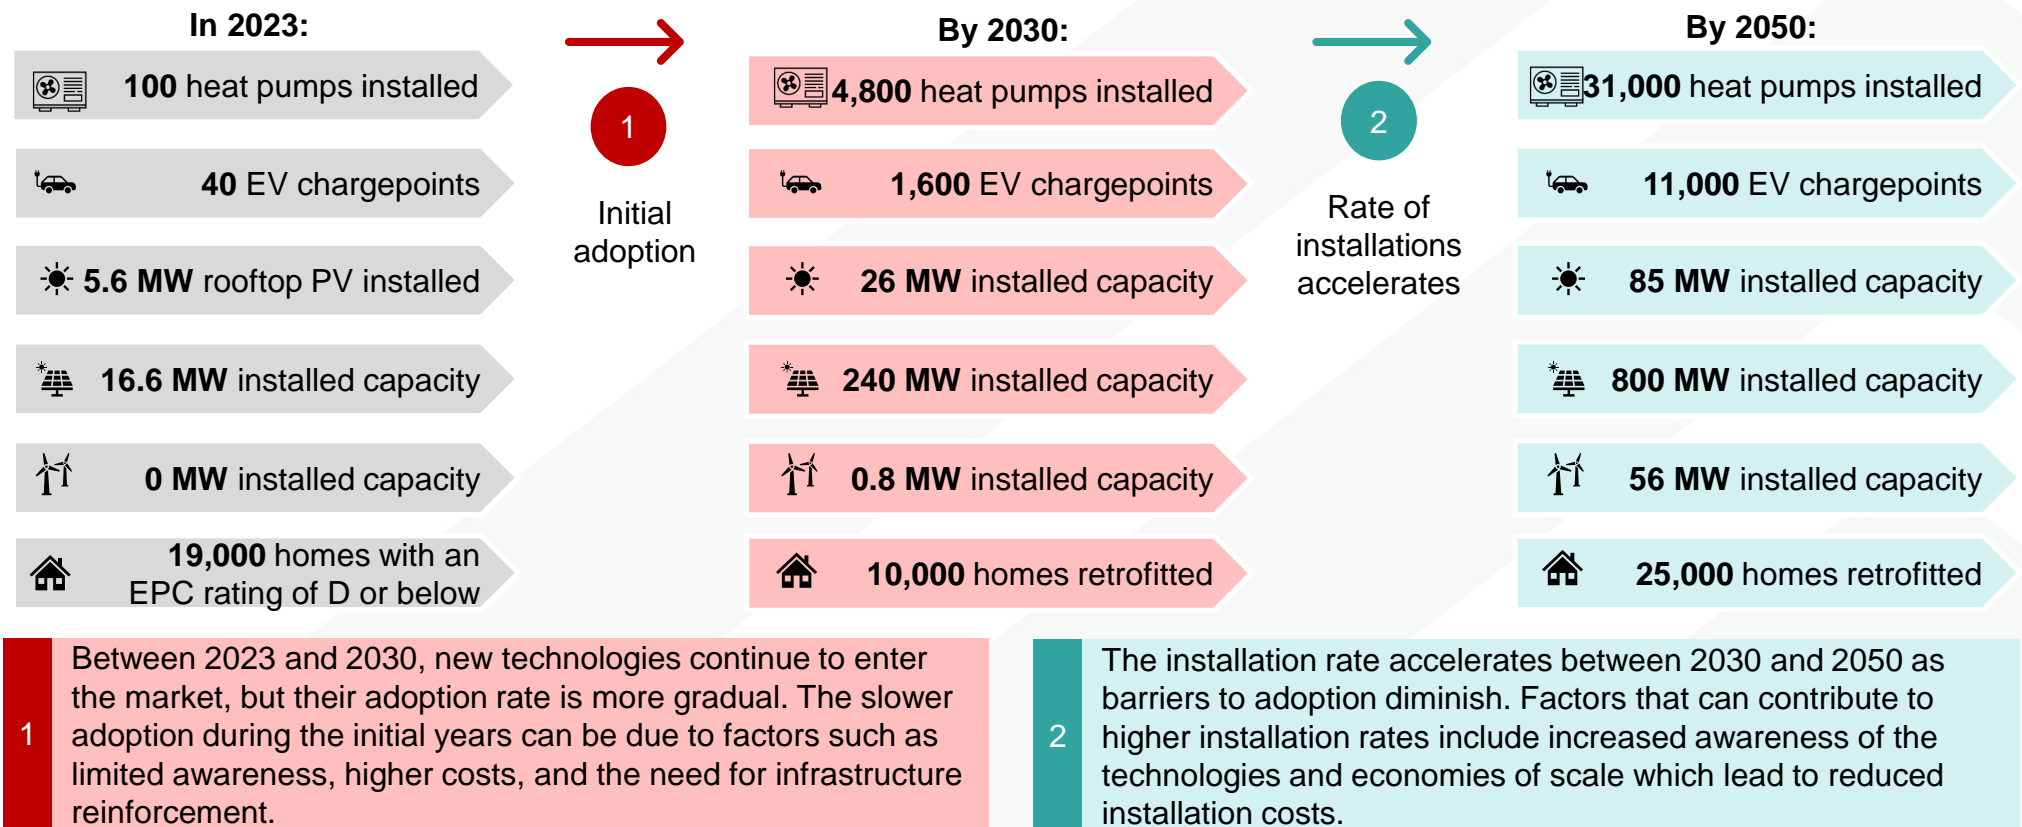 In 2023:
100 heat pumps installed
40 EV chargepoints
5.6 MW rooftop PV installed
16.6 MW installed capacity
0 MW installed capacity
19,000 homes with an
EPC rating of D or below
1
Initial
adoption
By 2030:
4,800 heat pumps installed
1,600 EV chargepoints
26 MW installed capacity
240 MW installed capacity
0.8 MW installed capacity
10,000 homes retrofitted
2
Rate of
installations
accelerates
By 2050:
31,000 heat pumps installed
11,000 EV chargepoints
85 MW installed capacity
800 MW installed capacity
56 MW installed capacity
25,000 homes retrofitted
1
Between 2023 and 2030, new technologies continue to enter
the market, but their adoption rate is more gradual. The slower
adoption during the initial years can be due to factors such as
limited awareness, higher costs, and the need for infrastructure
reinforcement.
2
The installation rate accelerates between 2030 and 2050 as
barriers to adoption diminish. Factors that can contribute to
higher installation rates include increased awareness of the
technologies and economies of scale which lead to reduced
installation costs.